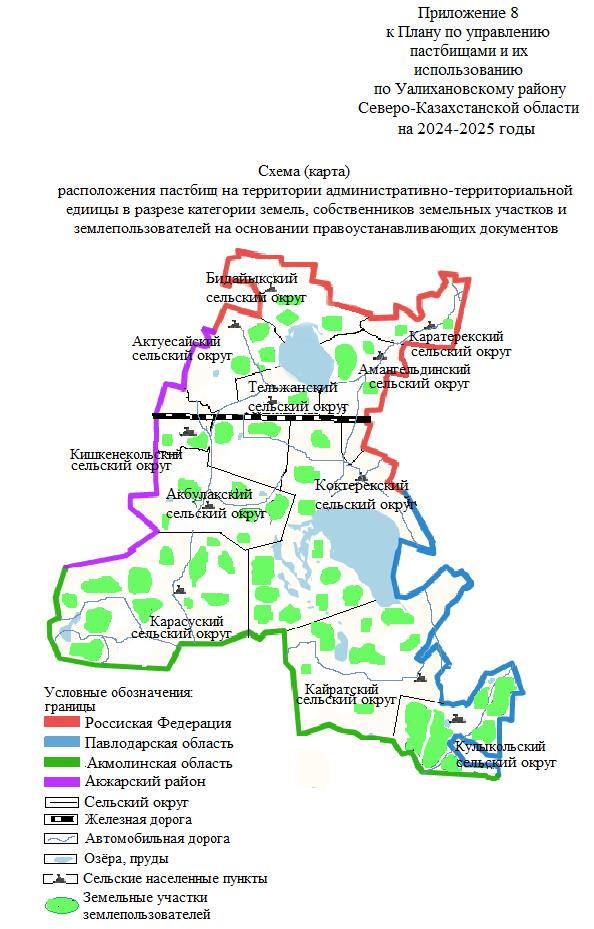 Приложение 8
к Плану по управлению
пастбищами и их
использованию
по Уалихановскому району
Северо-Казахстанской области
на 2024-2025 годы
Схема (карта)
расположения пастбищ на территории административно-территориальной
едиицы в разрезе категории земель, собственников земельных участков и
землепользователей на основании правоустанавливающих документов
Бидайыкский
сельский округ
Каратерекский
сельский округ
Актуесайский
сельский округ
Амангельдинский
сельский округ
Тельжанский
сельский округ
Кишкенекольский
сельский округ
Коктерекский
сельский округ
Акбулакский
сельский округ
Карасуский
сельский округ
Кайратский
сельский округ
Кулыкольский
сельский округ
Условные обозначения:
границы
Россиская Федерация
Павлодарская область
Акмолинская область
Акжарский район
Сельский округ
Железная дорога
Автомобильная дорога
Озёра, пруды
Сельские населенные пункты
Земельные участки
землепользователей